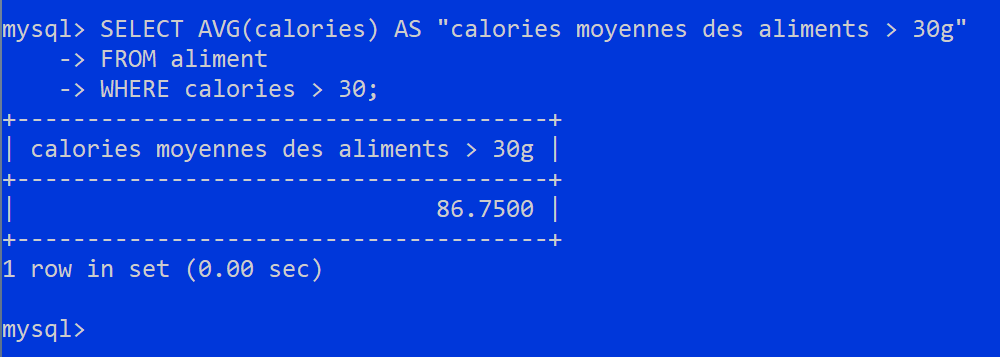 mysql> SELECT AVG(calories) AS "calories moyennes des aliments > 30g"
    -> FROM aliment
    -> WHERE calories > 30;
+--------------------------------------+
| calories moyennes des aliments > 30g |
+--------------------------------------+
|                              86.7500 |
+--------------------------------------+
1 row in set (0.00 sec)

mysql>